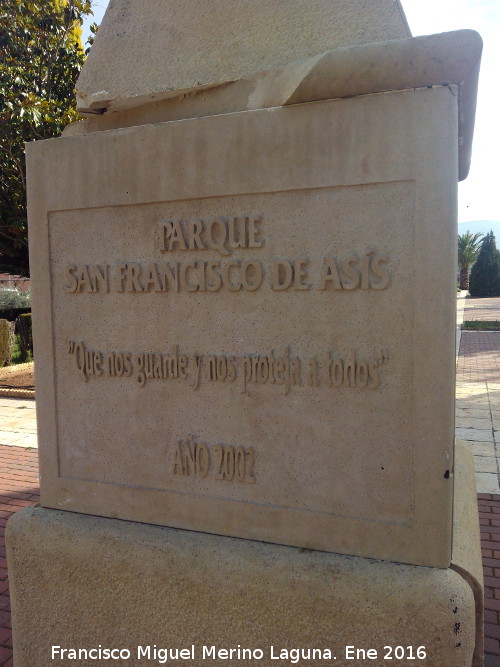 PARQUE
SAN FRANCISCO DE ASÍS
"Que nos guarde y nos proteja a todos"
AÑO 2002
Francisco Miguel Merino Laguna. Ene 2016